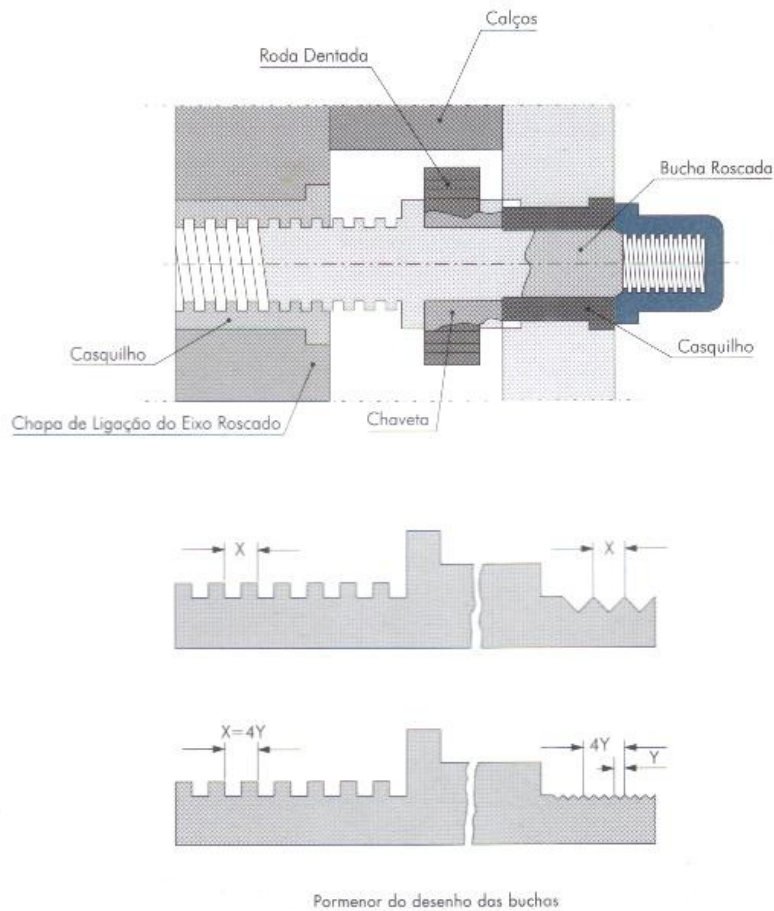 Calços
Roda Dentada
Bucha Roscada
Casquilho
Casquilho
Chaveta
Chapa de Ligação do Eixo Roscado
X
X
X=4Y
4Y
Y
Pormenor do desenho das buchas